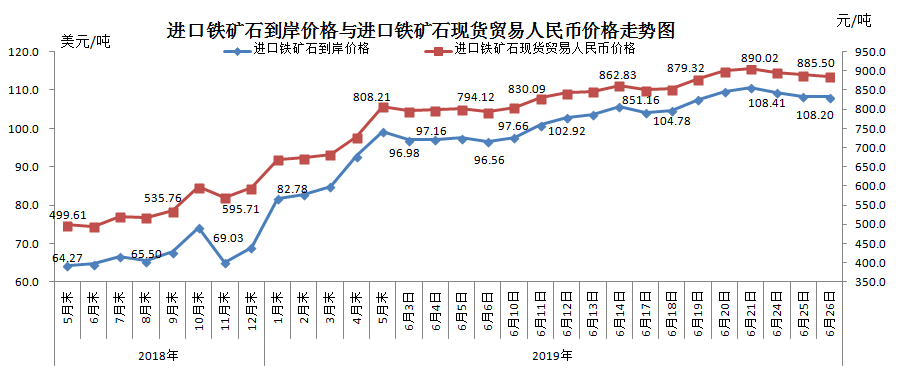 进口铁矿石到岸价格与进口铁矿石现货贸易人民币价格走势图
美元/吨
元/吨
进口铁矿石到岸价格
进口铁矿石现货贸易人民币价格
120.0
110.0
100.0
90.0
80.0
70.0
60.0
950.0
900.0
850.0
800.0
750.0
700.0
650.0
600.0
550.0
500.0
450.0
400.0
350.0
499.61
535.76
595.71
808.21
794.12
830.09
862.83
879.32
890.02
885.50
64.27
65.50
69.03
82.78
96.98
97.16
96.56
97.66
102.92
851.16
104.78
108.41
108.20
5月末
6月末
7月末
8月末
9月末
10月末
11月末
12月末
1月末
2月末
3月末
4月末
5月末
6月3日
6月4日
6月5日
6月6日
6月10日
6月11日
6月12日
6月13日
6月14日
6月17日
6月18日
6月19日
6月20日
6月21日
6月24日
6月25日
6月26日
2018年
2019年